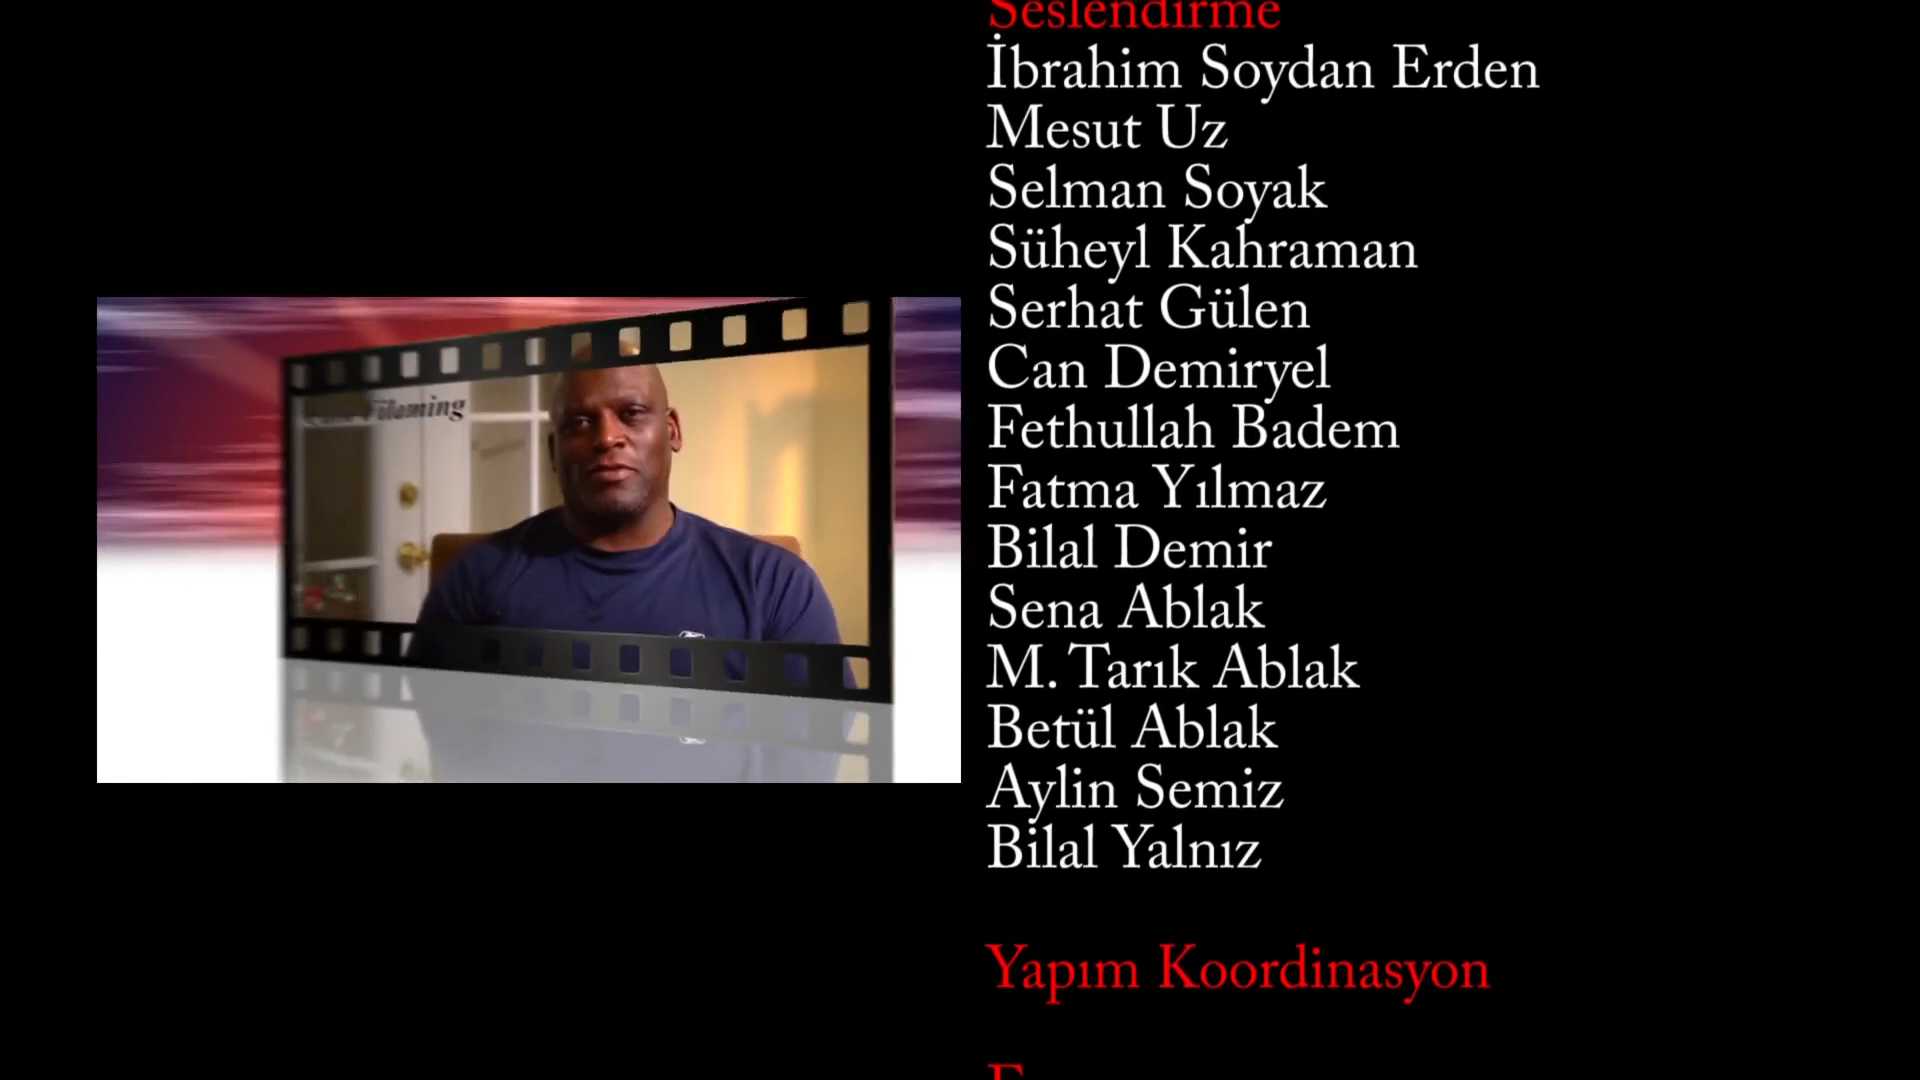 Seslendirme
İbrahim Soydan Erden
Mesut Uz
Selman Soyak
Süheyl Kahraman
Serhat Gülen
Can Demiryel
Fethullah Badem
Fatma Yılmaz
Bilal Demir
Sena Ablak
M. Tarık Ablak
Betül Ablak
Aylin Semiz
Bilal Yalnız
Yapım Koordinasyon